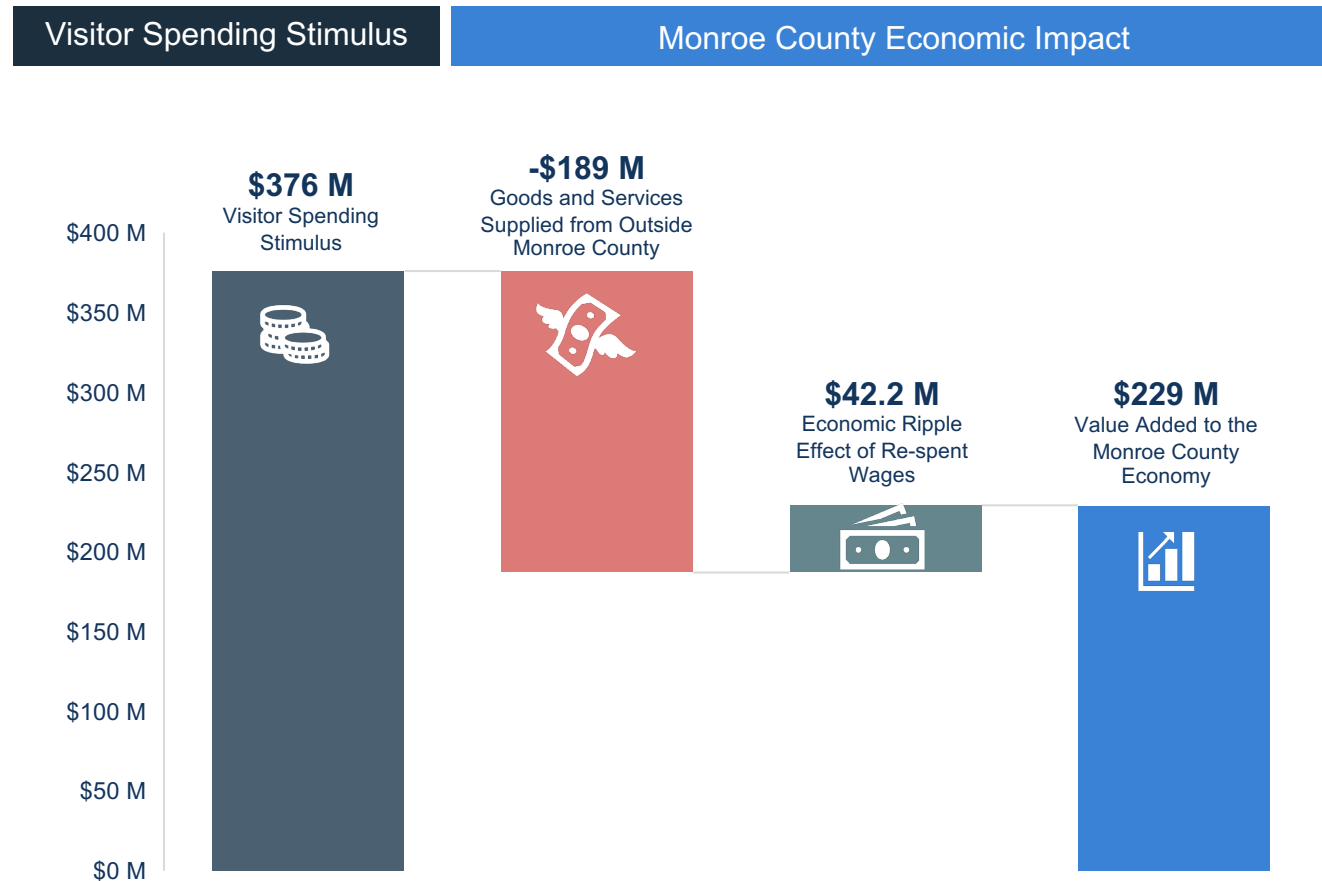 Visitor Spending Stimulus
Monroe County Economic Impact
$376 M
Visitor Spending
Stimulus
-$189 M
Goods and Services
Supplied from Outside
Monroe County
$42.2 M
Economic Ripple
Effect of Re-spent
Wages
$229 M
Value Added to the
Monroe County
Economy
$400 M
$350 M
$300 M
$250 M
$200 M
$150 M
$100 M
$50 M
$0 M